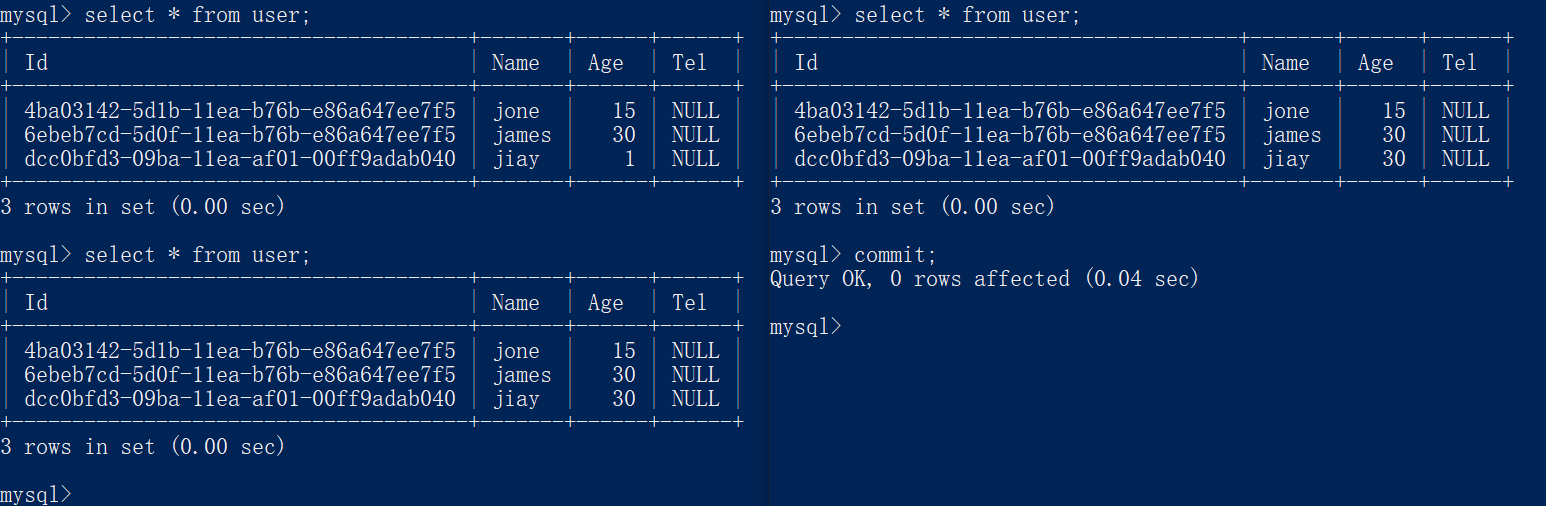 mysql> select * from user;
+--------------------------------------+-------+------+------+
| Id                                   | Name  | Age  | Tel  |
+--------------------------------------+-------+------+------+
| 4ba03142-5d1b-11ea-b76b-e86a647ee7f5 | jone  |   15 | NULL |
| 6ebeb7cd-5d0f-11ea-b76b-e86a647ee7f5 | james |   30 | NULL |
| dcc0bfd3-09ba-11ea-af01-00ff9adab040 | jiay  |    1 | NULL |
+--------------------------------------+-------+------+------+
3 rows in set (0.00 sec)
mysql> select * from user;
+--------------------------------------+-------+------+------+
| Id                                   | Name  | Age  | Tel  |
+--------------------------------------+-------+------+------+
| 4ba03142-5d1b-11ea-b76b-e86a647ee7f5 | jone  |   15 | NULL |
| 6ebeb7cd-5d0f-11ea-b76b-e86a647ee7f5 | james |   30 | NULL |
| dcc0bfd3-09ba-11ea-af01-00ff9adab040 | jiay  |   30 | NULL |
+--------------------------------------+-------+------+------+
3 rows in set (0.00 sec)
mysql>
mysql> select * from user;
+--------------------------------------+-------+------+------+
| Id                                   | Name  | Age  | Tel  |
+--------------------------------------+-------+------+------+
| 4ba03142-5d1b-11ea-b76b-e86a647ee7f5 | jone  |   15 | NULL |
| 6ebeb7cd-5d0f-11ea-b76b-e86a647ee7f5 | james |   30 | NULL |
| dcc0bfd3-09ba-11ea-af01-00ff9adab040 | jiay  |   30 | NULL |
+--------------------------------------+-------+------+------+
3 rows in set (0.00 sec)
mysql> commit;
Query OK, 0 rows affected (0.04 sec)
mysql>